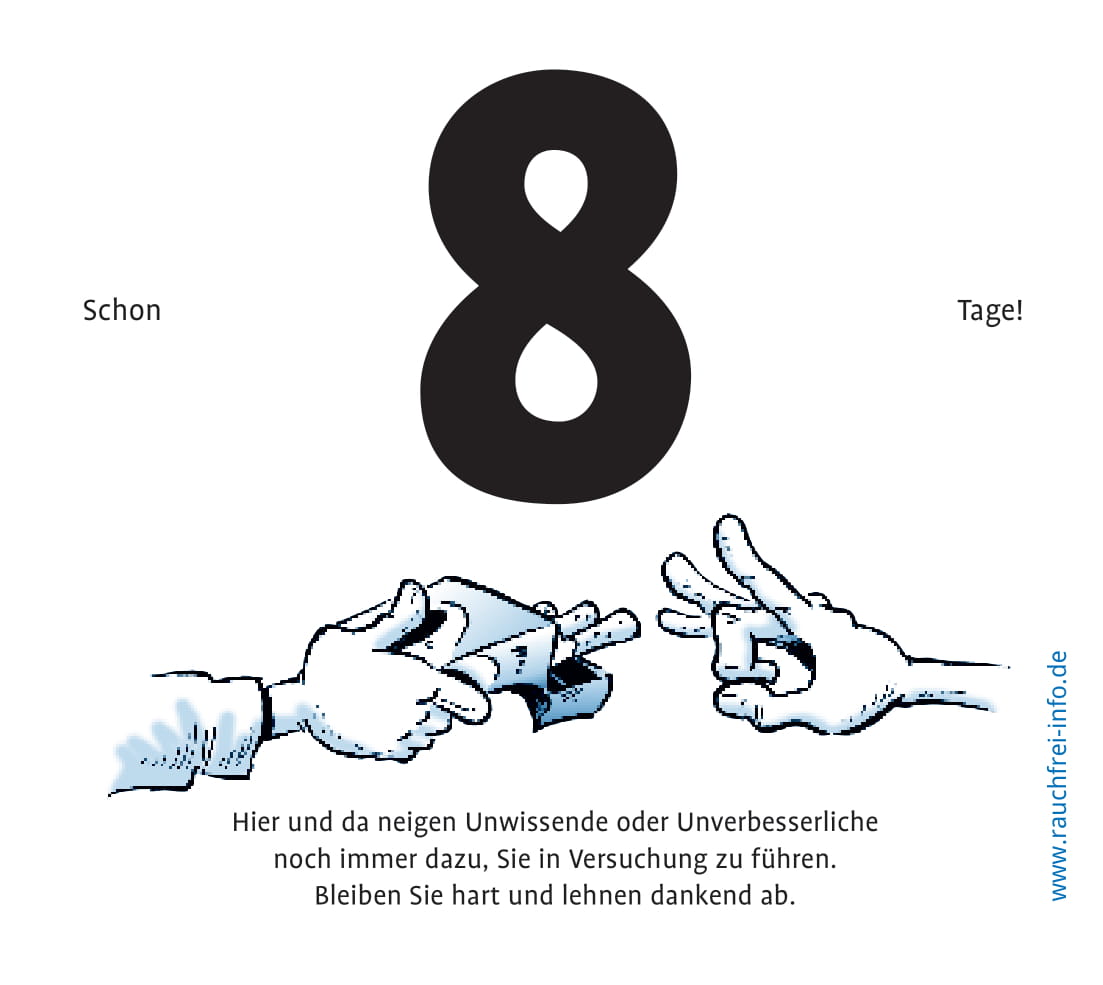 Schon
8
Tage!
Hier und da neigen Unwissende oder Unverbesserliche
noch immer dazu, Sie in Versuchung zu führen.
Bleiben Sie hart und lehnen dankend ab.
www.rauchfrei-info.de